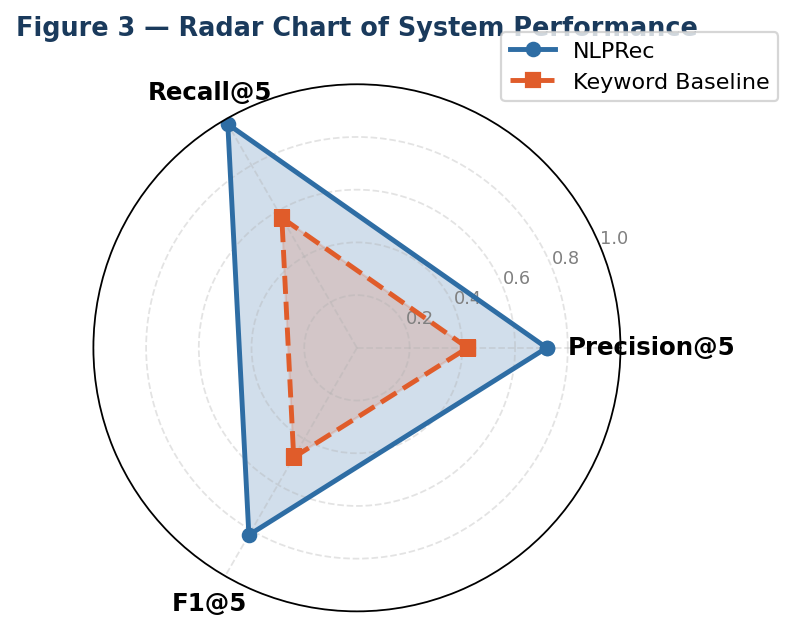 Figure 3 — Radar Chart of System Performance
NLPRec
Keyword Baseline
Recall@5
1.0
0.8
0.6
0.4
0.2
Precision@5
F1@5